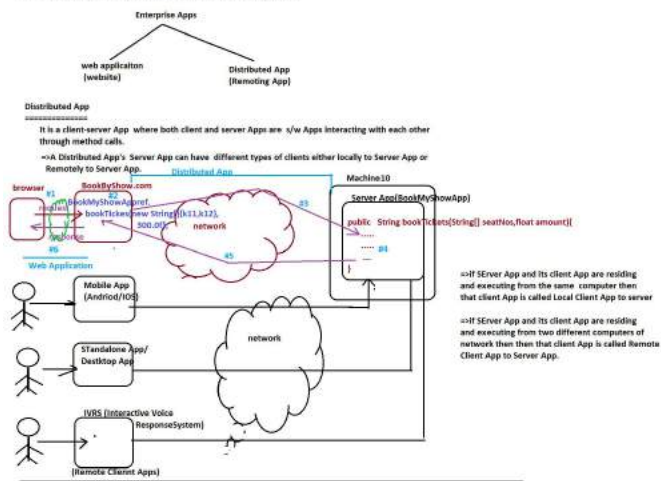 Enterprise Apps
web applicaiton
(website)
Distributed App
(Remoting App)
Disstributed App
==============
It is a client-server App where both client and server Apps are s/w Apps interacting with each other
through method calls.
=>A Distributed App's Server App can have different types of clients either locally to Server App or
Remotely to Server App.
Distributed App
Machine10
browser
#1
BookByShow.com
#2
BookMyShowAppref.
bookTickes(new String[]{k11,k12},
300.0f);
request
response
#6
Web Application
network
#3
#5
Server App(BookMyShowApp)
public String bookTickets(String[] seatNos,float amount){
.....
..... #4
}
=>If SErver App and its client App are residing
and executing from the same computer then
that client App is called Local Client App to server
=>If SErver App and its client App are residing
and executing from two different computers of
network then then that client App is called Remote
Client App to Server App.
Mobile App
(Andriod/IOS)
network
STandalone App/
Destktop App
IVRS (Interactive Voice
ResponseSystem)
(Remote Cliennt Apps)